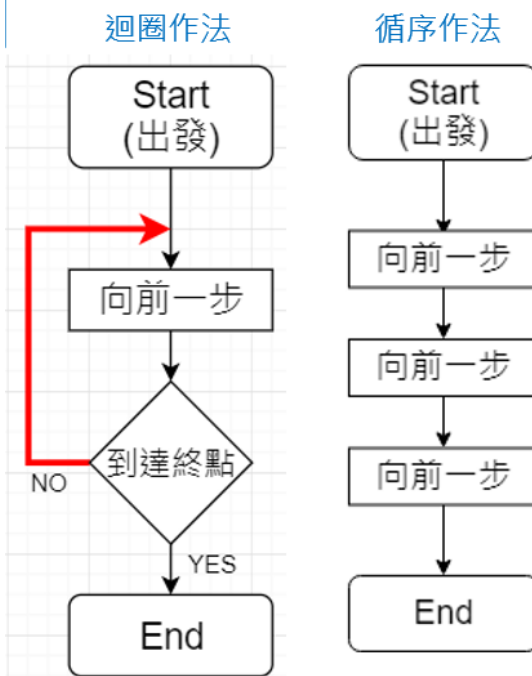 迴圈作法
Start
(出發)
向前一步
到達終點
NO
YES
End
循序作法
Start
(出發)
向前一步
向前一步
向前一步
End